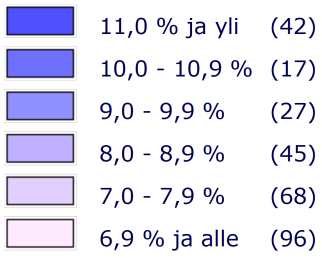 11,0 % ja yli (42)
10,0 - 10,9 % (17)
9,0 - 9,9 % (27)
8,0 - 8,9 % (45)
7,0 - 7,9 % (68)
6,9 % ja alle (96)